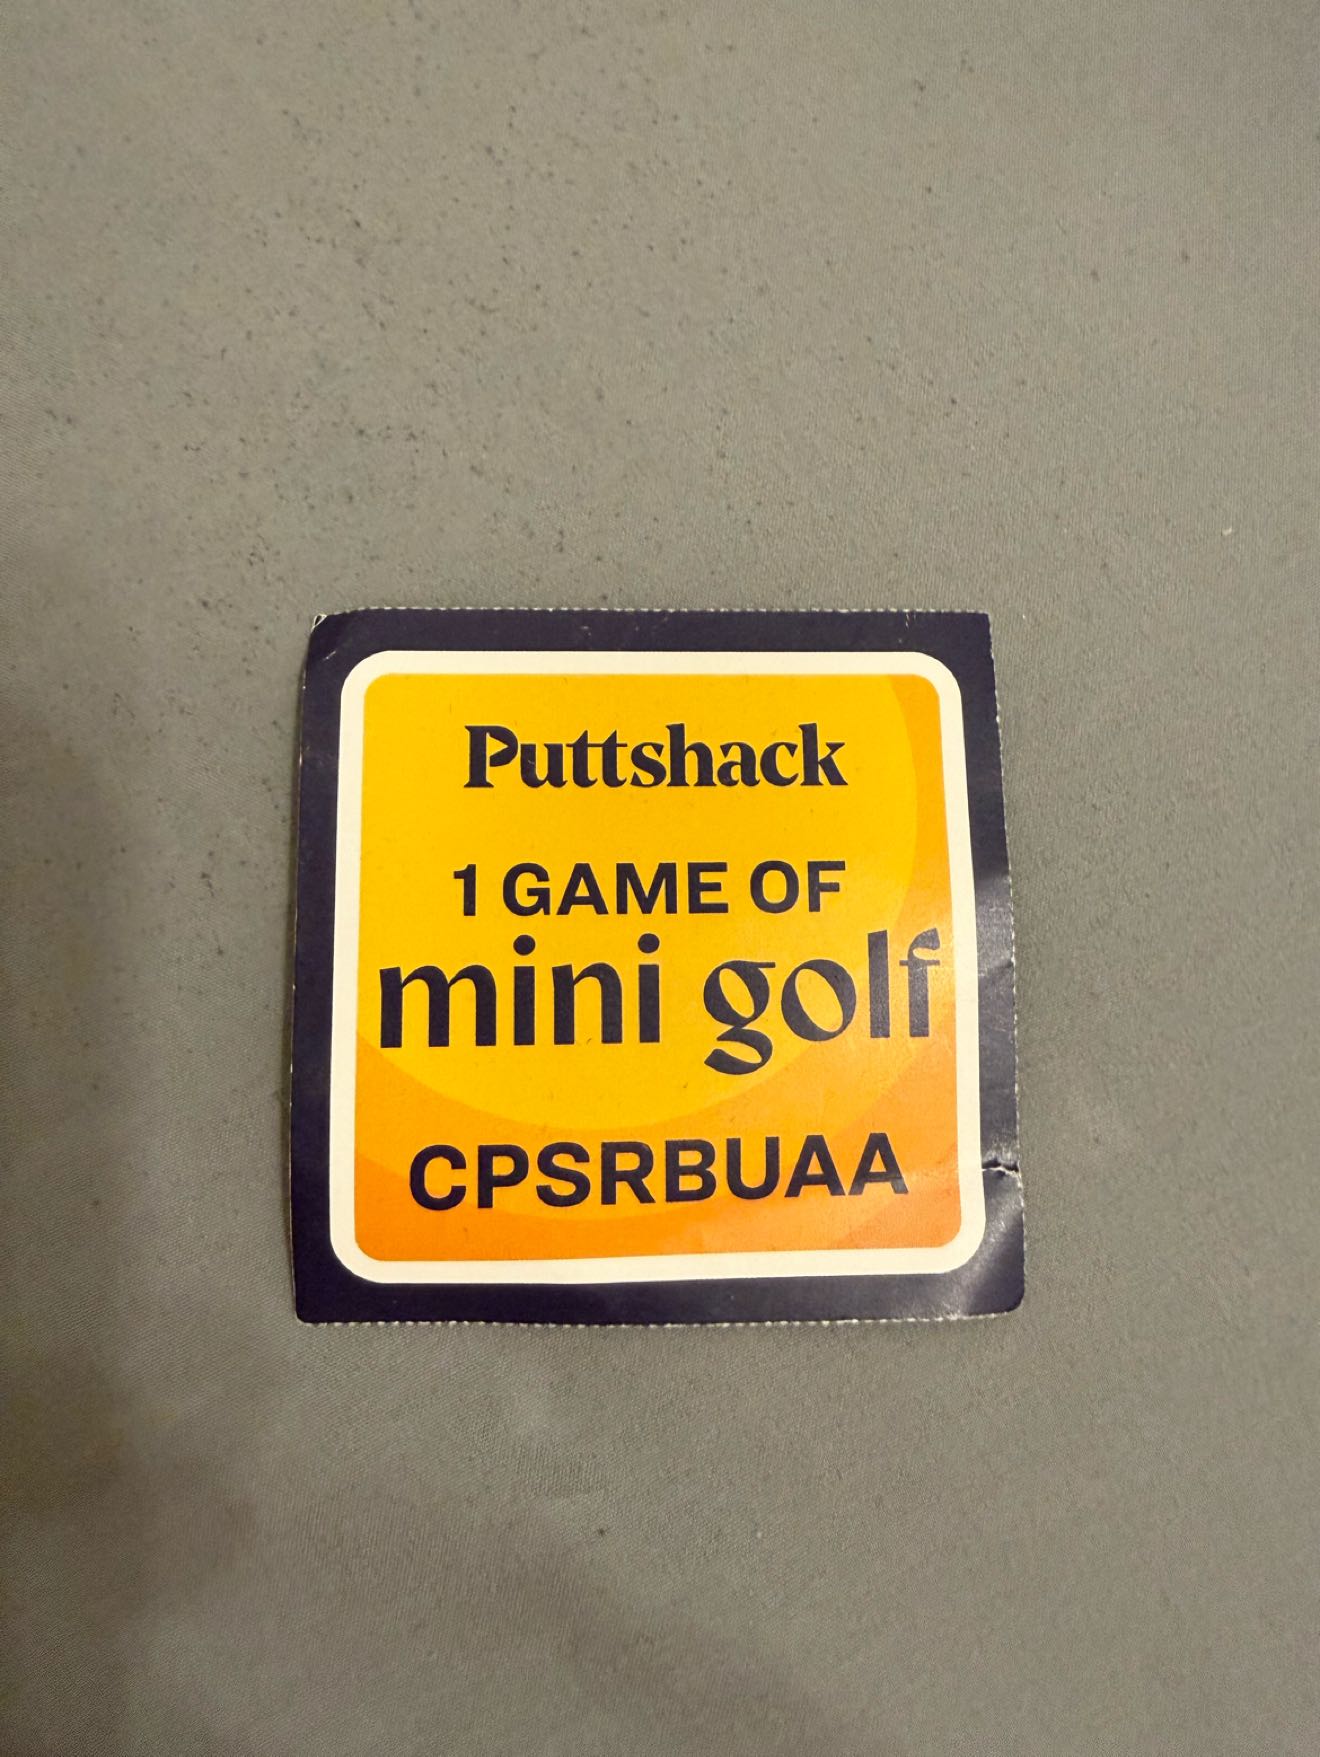 Puttshack
1 GAME OF
mini golf
CPSRBUAA